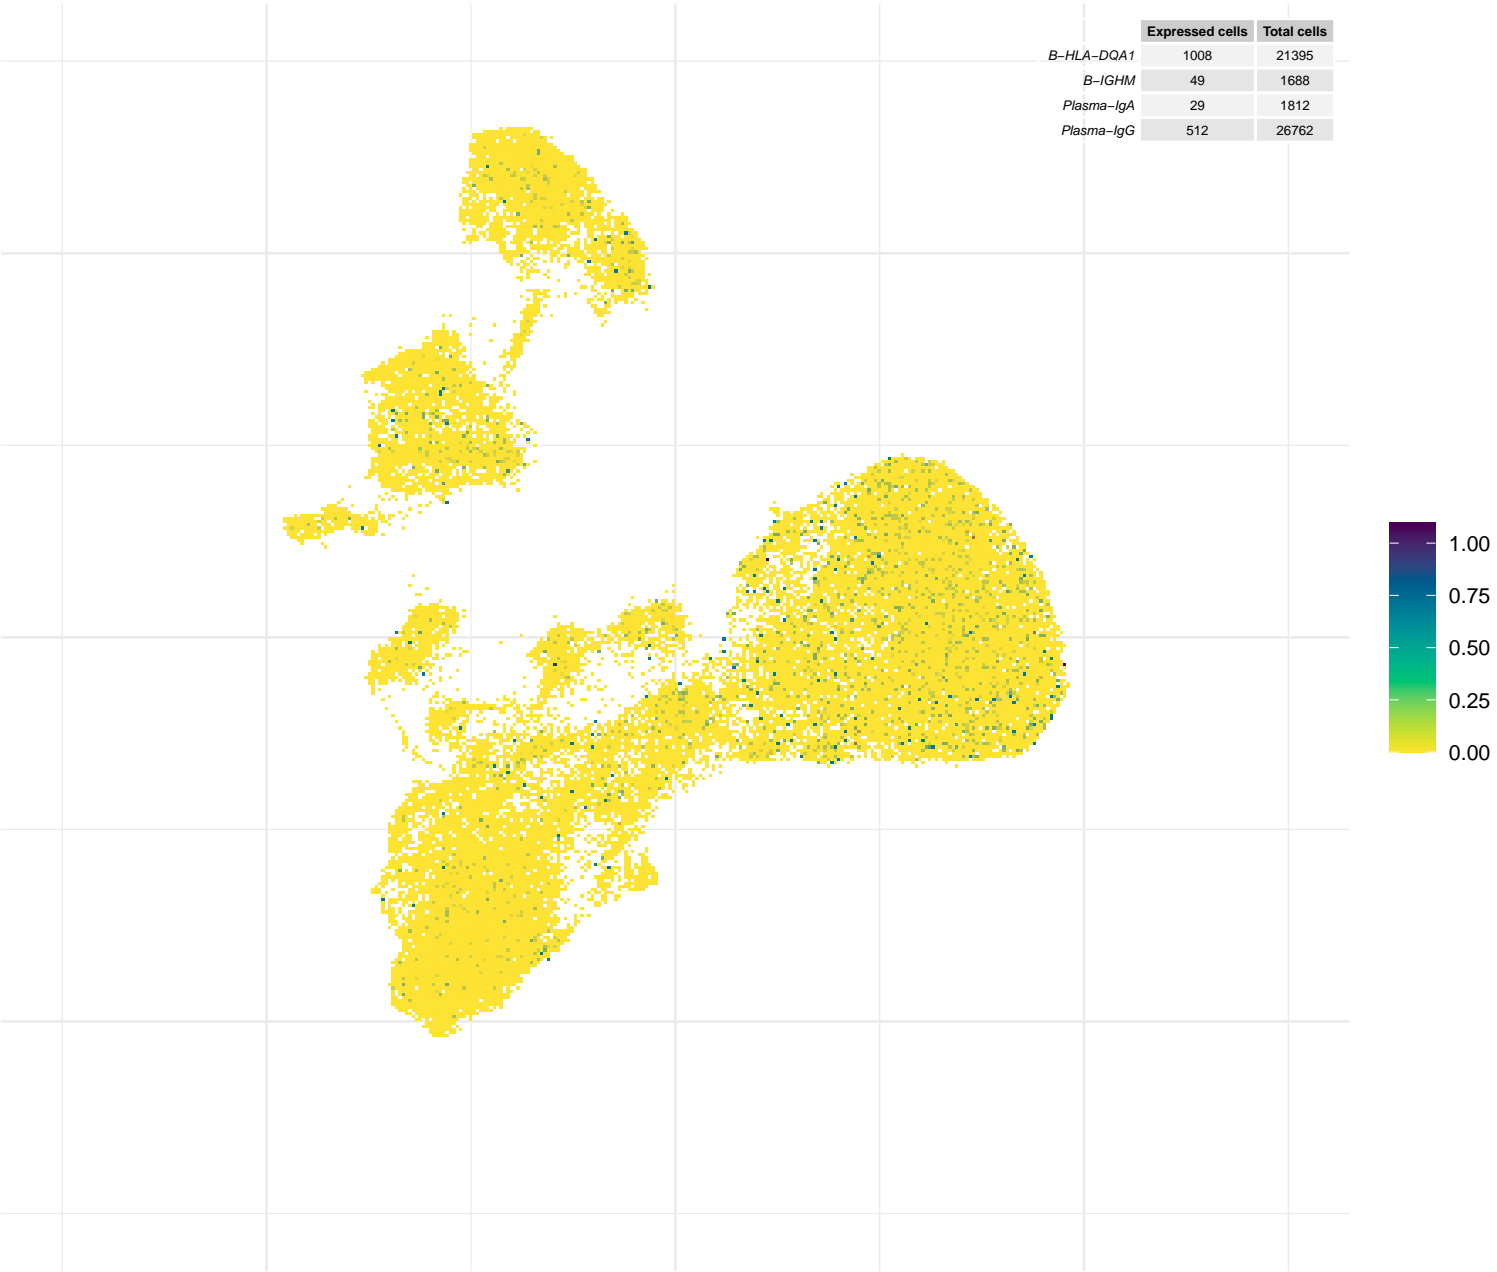 Expressed cells Total cells
B−HLA−DQA1 1008 21395
B−IGHM 49 1688
Plasma−IgA 29 1812
Plasma−IgG 512 26762
1.00
0.75
0.50
0.25
0.00